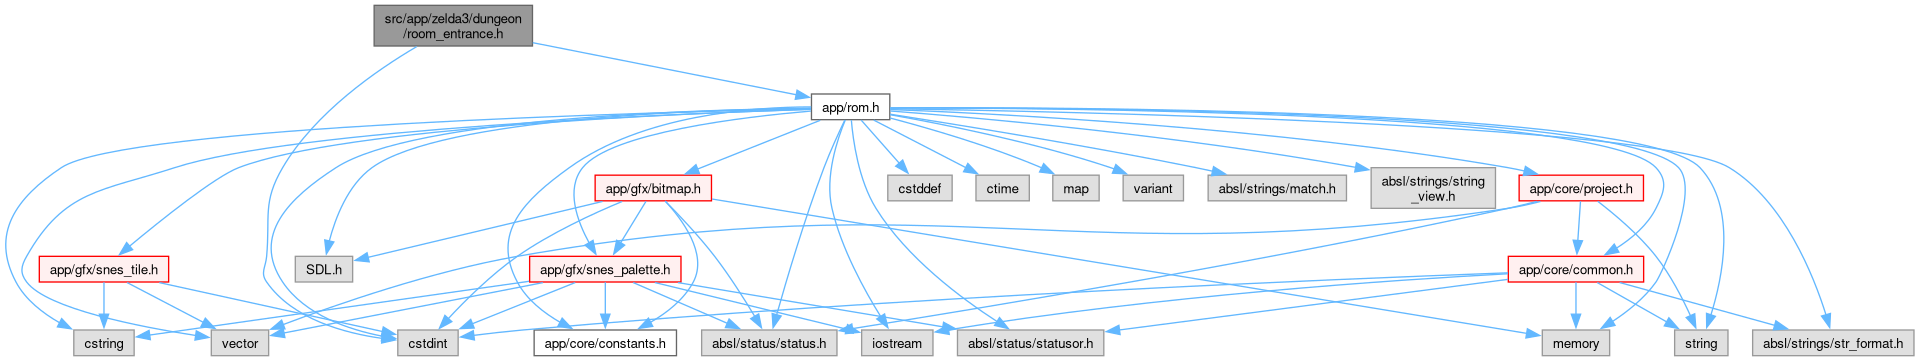 src/app/zelda3/dungeon
/room_entrance.h
app/rom.h
app/gfx/bitmap.h
cstddef
ctime
map
variant
absl/strings/match.h
absl/strings/string
_view.h
app/core/project.h
app/gfx/snes_tile.h
SDL.h
app/gfx/snes_palette.h
app/core/common.h
cstring
vector
cstdint
app/core/constants.h
absl/status/status.h
iostream
absl/status/statusor.h
memory
string
absl/strings/str_format.h